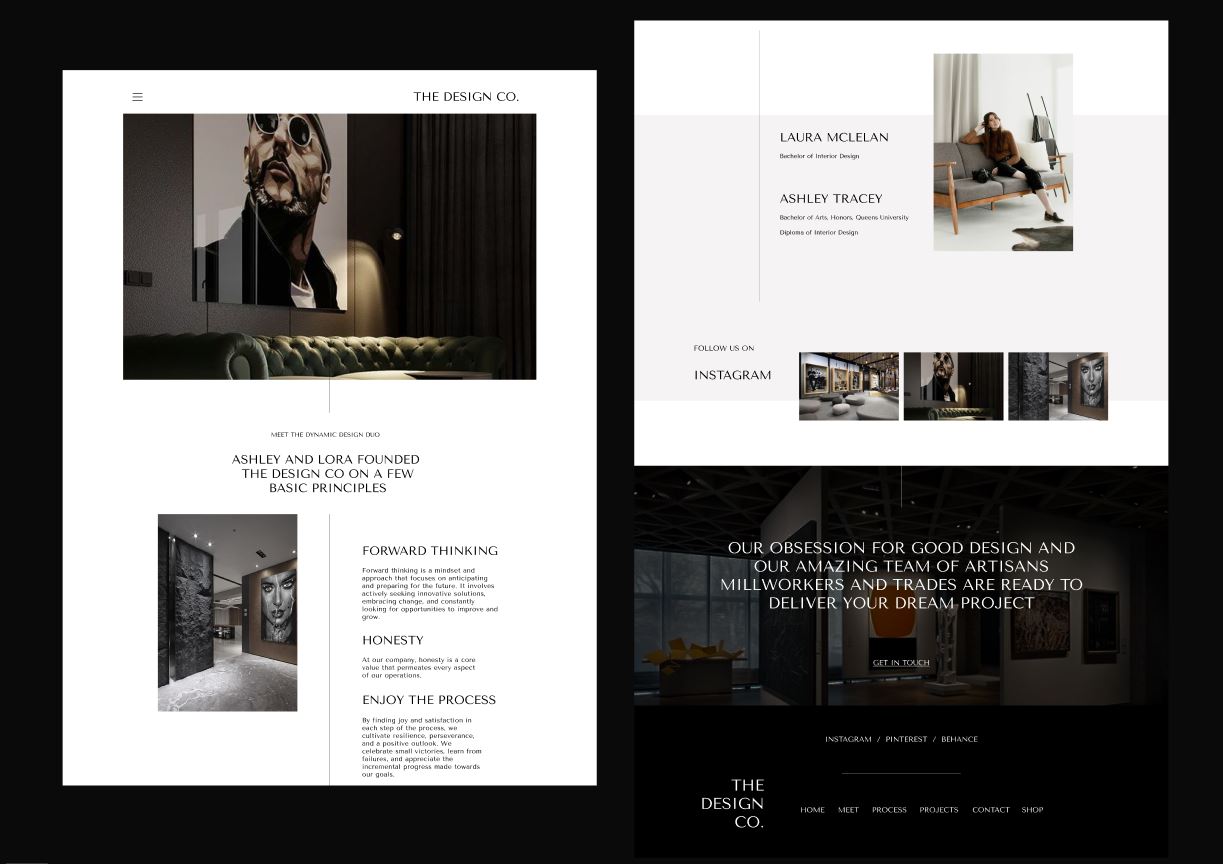 THE DESIGN CO.
MEET THE DYNAMIC DESIGN DUO
ASHLEY AND LORA FOUNDED
THE DESIGN CO ON A FEW
BASIC PRINCIPLES
FORWARD THINKING
Forward thinking is a mindset and
approach that focuses on anticipating
and preparing for the future. It involves
actively seeking innovative solutions,
embracing change, and constantly
looking for opportunities to improve and
grow.
HONESTY
At our company, honesty is a core
value that permeates every aspect
of our operations.
ENJOY THE PROCESS
By finding joy and satisfaction in
each step of the process, we
cultivate resilience, perseverance,
and a positive outlook. We
celebrate small victories, learn from
failures, and appreciate the
incremental progress made towards
our goals.
LAURA MCLELAN
Bachelor of Interior Design
ASHLEY TRACEY
Bachelor of Arts, Honors, Queens University
Diploma of Interior Design
FOLLOW US ON
INSTAGRAM
OUR OBSESSION FOR GOOD DESIGN AND
OUR AMAZING TEAM OF ARTISANS
MILLWORKERS AND TRADES ARE READY TO
DELIVER YOUR DREAM PROJECT
GET IN TOUCH
INSTAGRAM / PINTEREST / BEHANCE
THE
DESIGN
CO.
HOME MEET PROCESS PROJECTS CONTACT SHOP